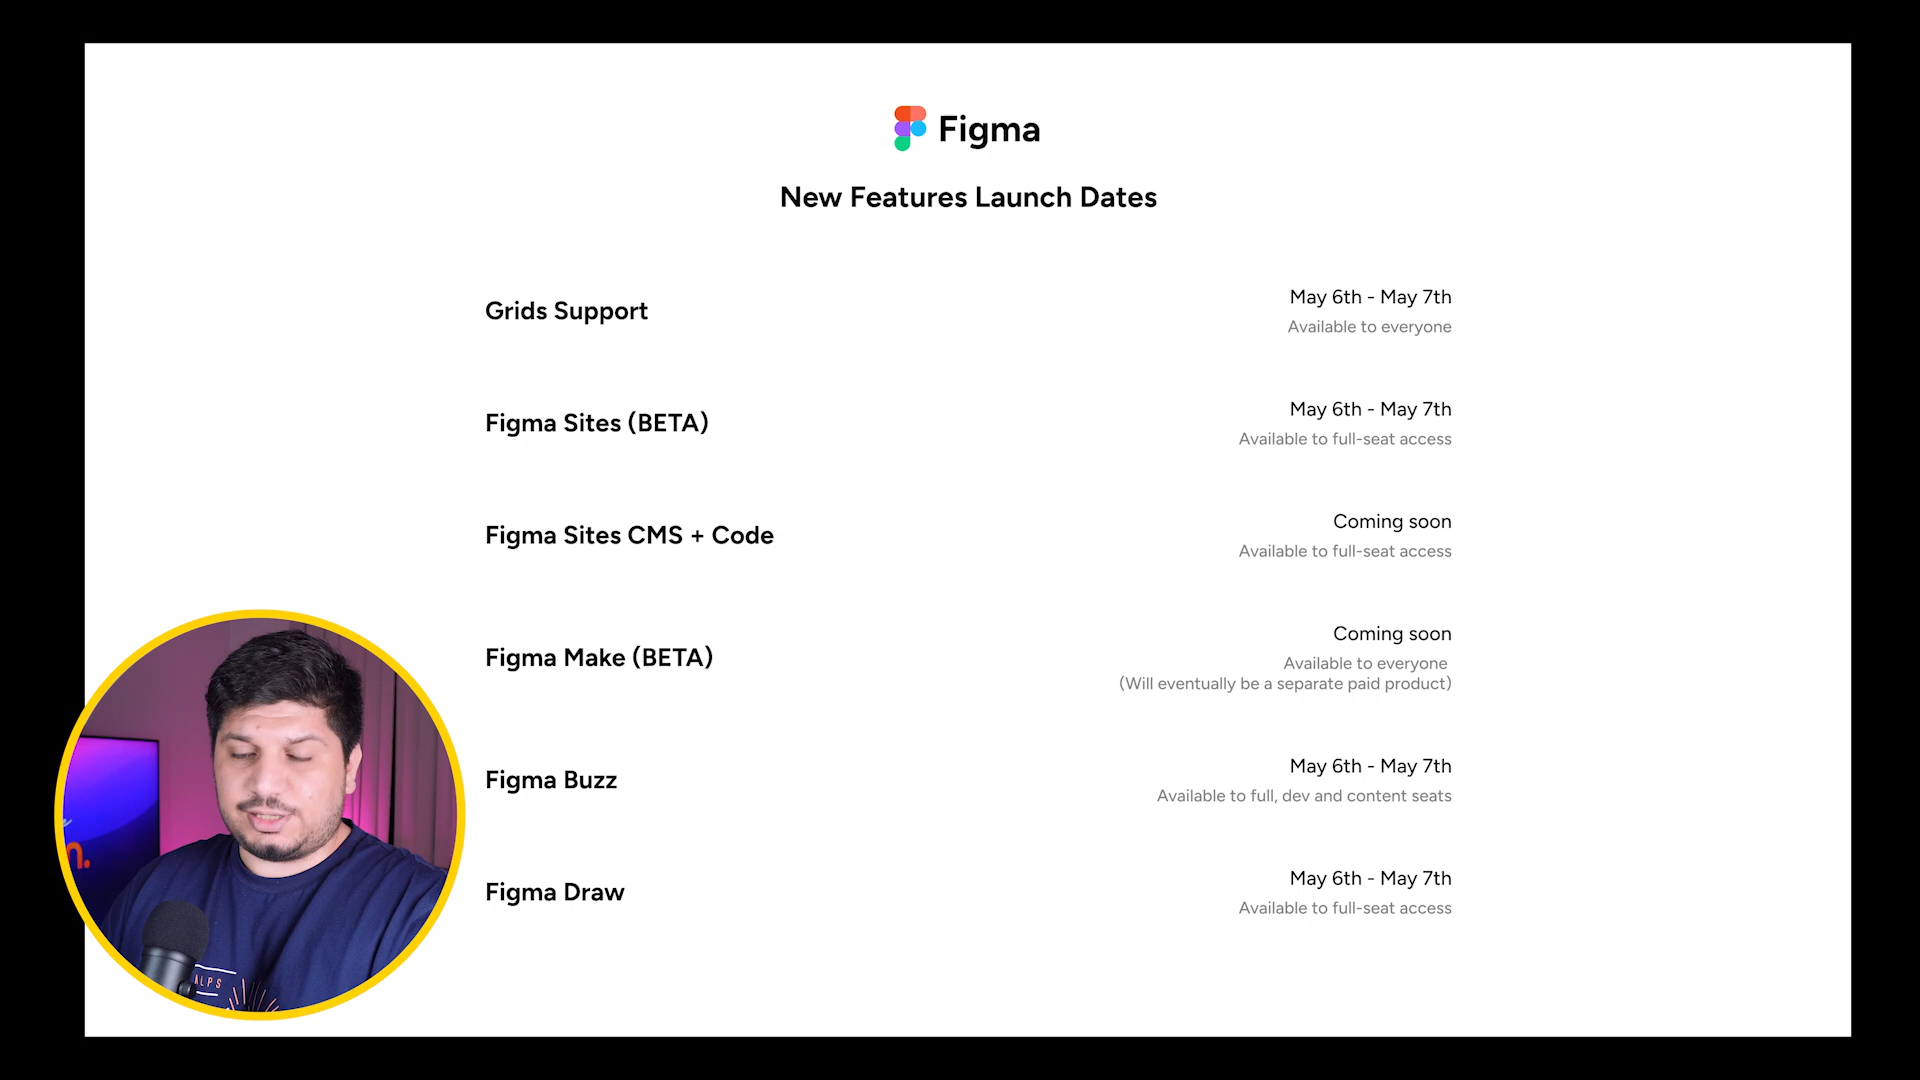 Figma
New Features Launch Dates
Grids Support
May 6th - May 7th
Available to everyone
Figma Sites (BETA)
May 6th - May 7th
Available to full-seat access
Figma Sites CMS + Code
Coming soon
Available to full-seat access
Figma Make (BETA)
Coming soon
Available to everyone
(Will eventually be a separate paid product)
Figma Buzz
May 6th - May 7th
Available to full, dev and content seats
Figma Draw
May 6th - May 7th
Available to full-seat access
n.
ALPS